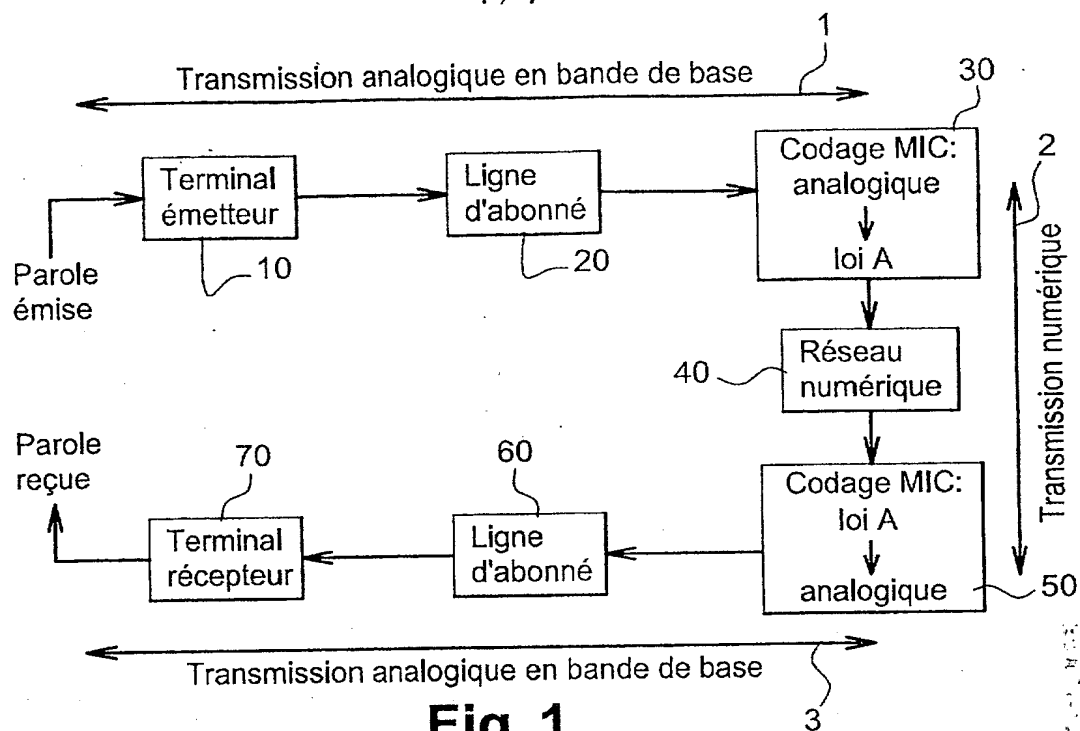 1
Transmission analogique en bande de base
30
Codage MIC:
analogique
loi A
2
Terminal
émetteur
Ligne
d'abonné
10
20
Parole
émise
Transmission numérique
Réseau
numérique
40
Parole
reçue
70
60
Codage MIC:
loi A
analogique
Terminal
récepteur
Ligne
d'abonné
50
Transmission analogique en bande de base
3
Fig. 1